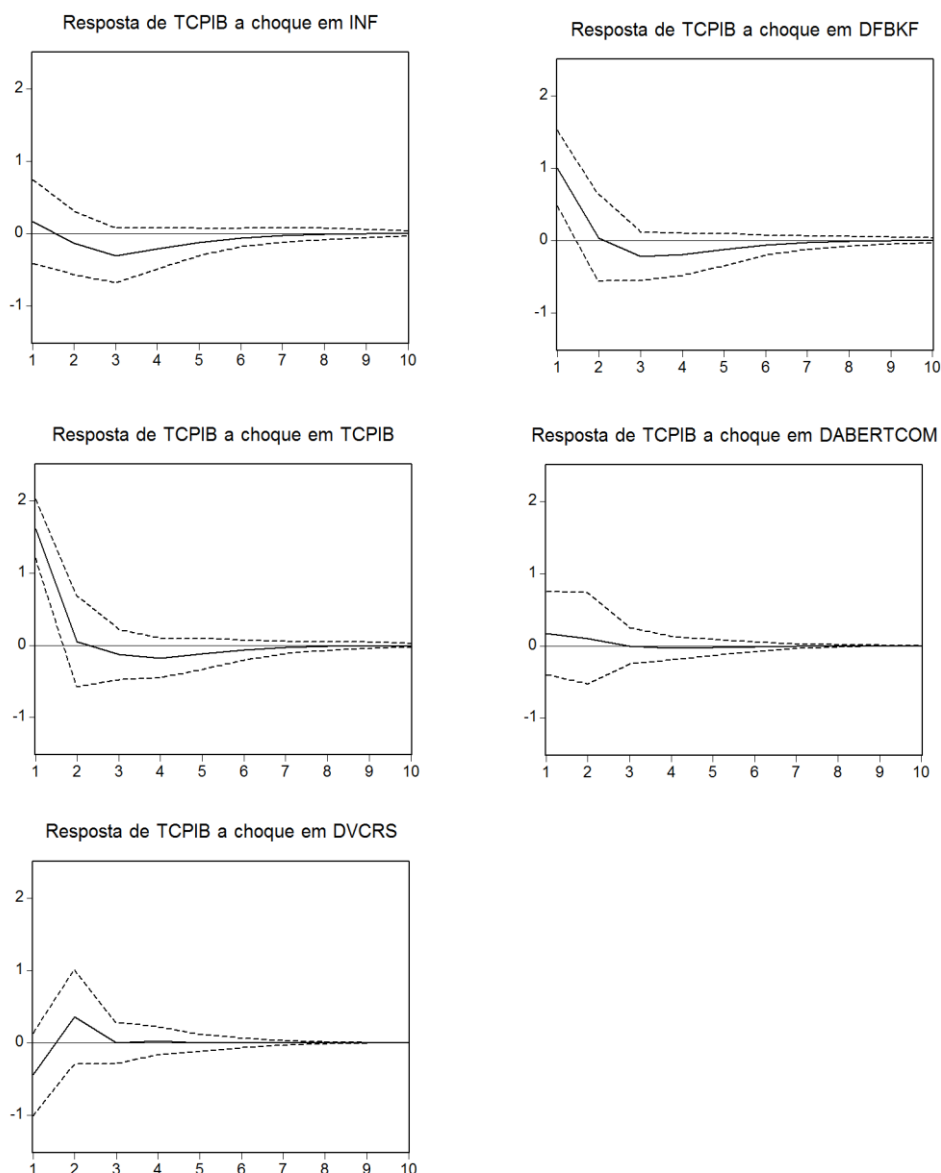 Resposta de TCPIB a choque em INF
2
1
0
-1
1 2 3 4 5 6 7 8 9 10
Resposta de TCPIB a choque em DFBKF
2
1
0
-1
1 2 3 4 5 6 7 8 9 10
Resposta de TCPIB a choque em TCPIB
2
1
0
-1
1 2 3 4 5 6 7 8 9 10
Resposta de TCPIB a choque em DABERTCOM
2
1
0
-1
1 2 3 4 5 6 7 8 9 10
Resposta de TCPIB a choque em DVCRS
2
1
0
-1
1 2 3 4 5 6 7 8 9 10